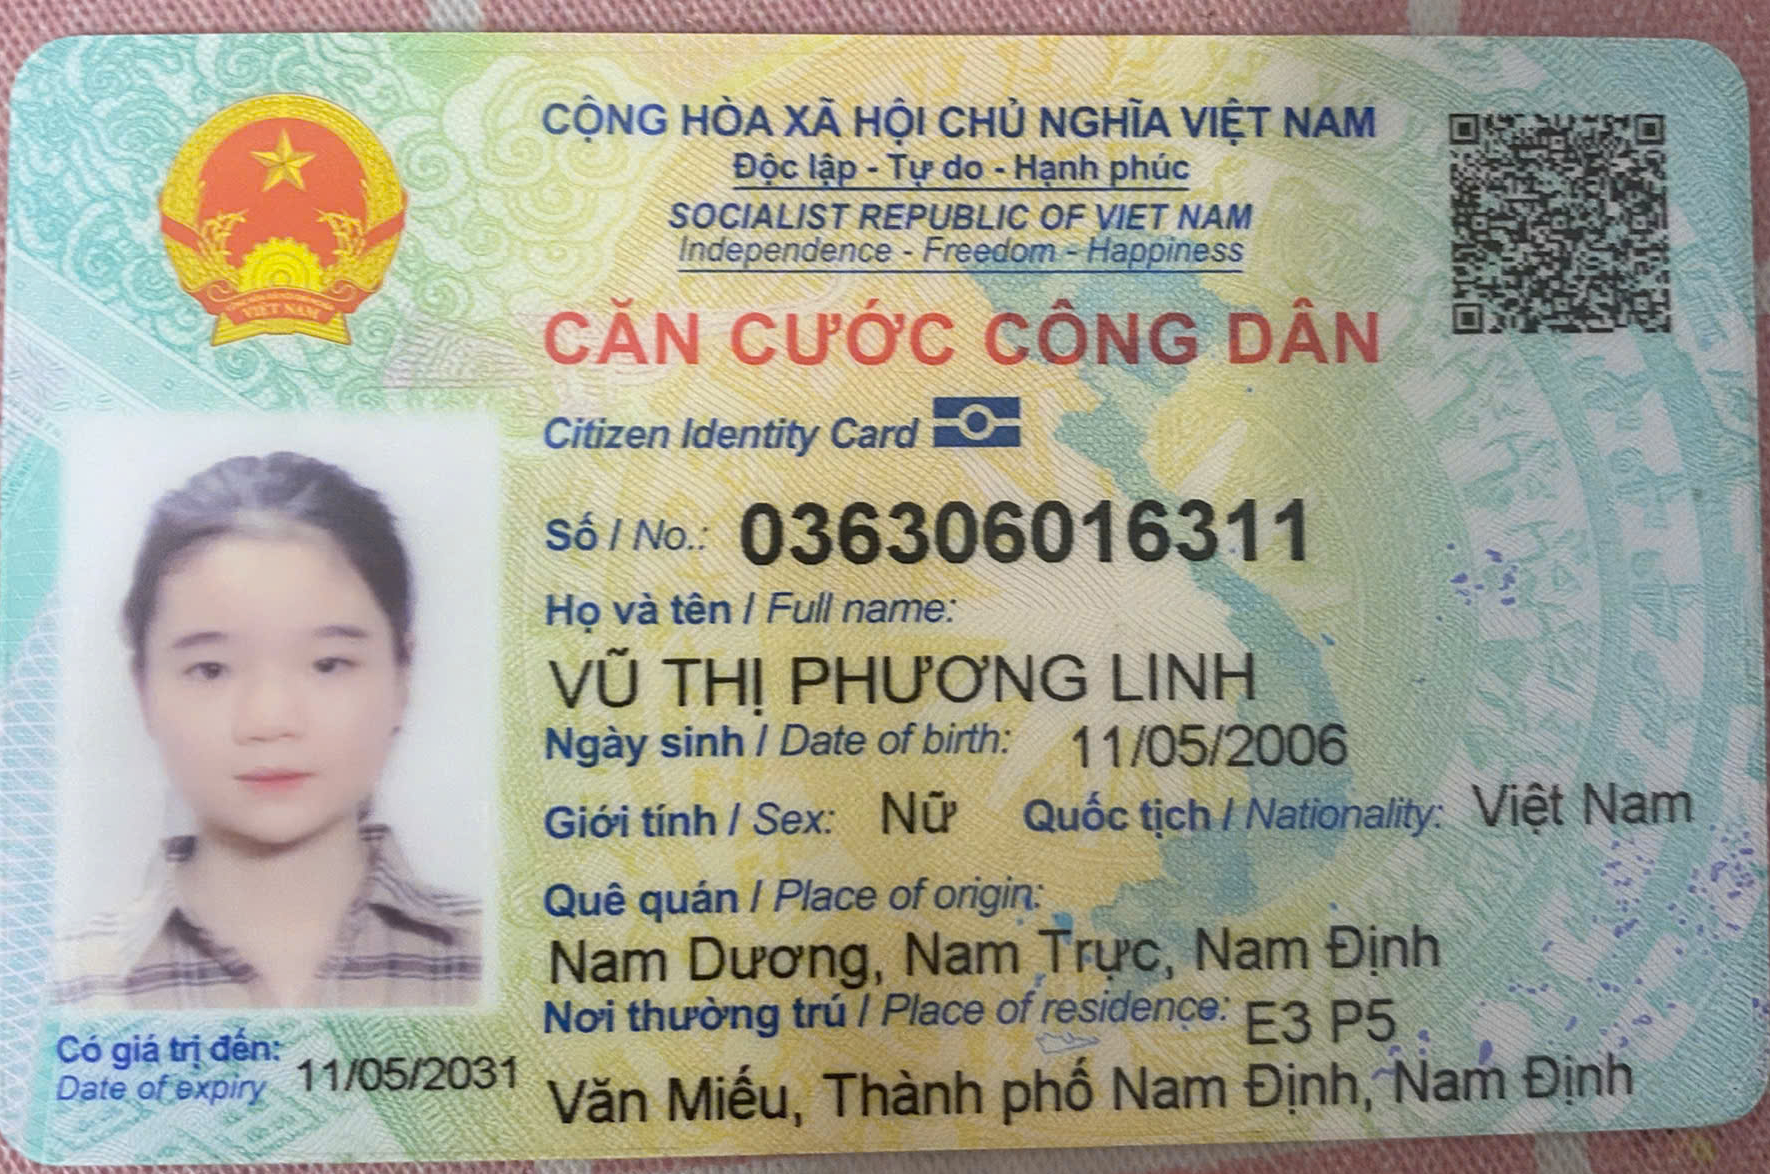 CỘNG HÒA XÃ HỘI CHỦ NGHĨA VIỆT NAM
Độc lập - Tự do - Hạnh phúc
SOCIALIST REPUBLIC OF VIET NAM
Independence - Freedom - Happiness
CĂN CƯỚC CÔNG DÂN
Citizen Identity Card
Số / No.: 036306016311
Họ và tên / Full name:
VŨ THỊ PHƯƠNG LINH
Ngày sinh / Date of birth: 11/05/2006
Giới tính / Sex: Nữ Quốc tịch / Nationality: Việt Nam
Quê quán / Place of origin:
Nam Dương, Nam Trực, Nam Định
Nơi thường trú / Place of residence: E3 P5
Văn Miếu, Thành phố Nam Định, Nam Định
Có giá trị đến: 11/05/2031
Date of expiry
VIỆT NAM